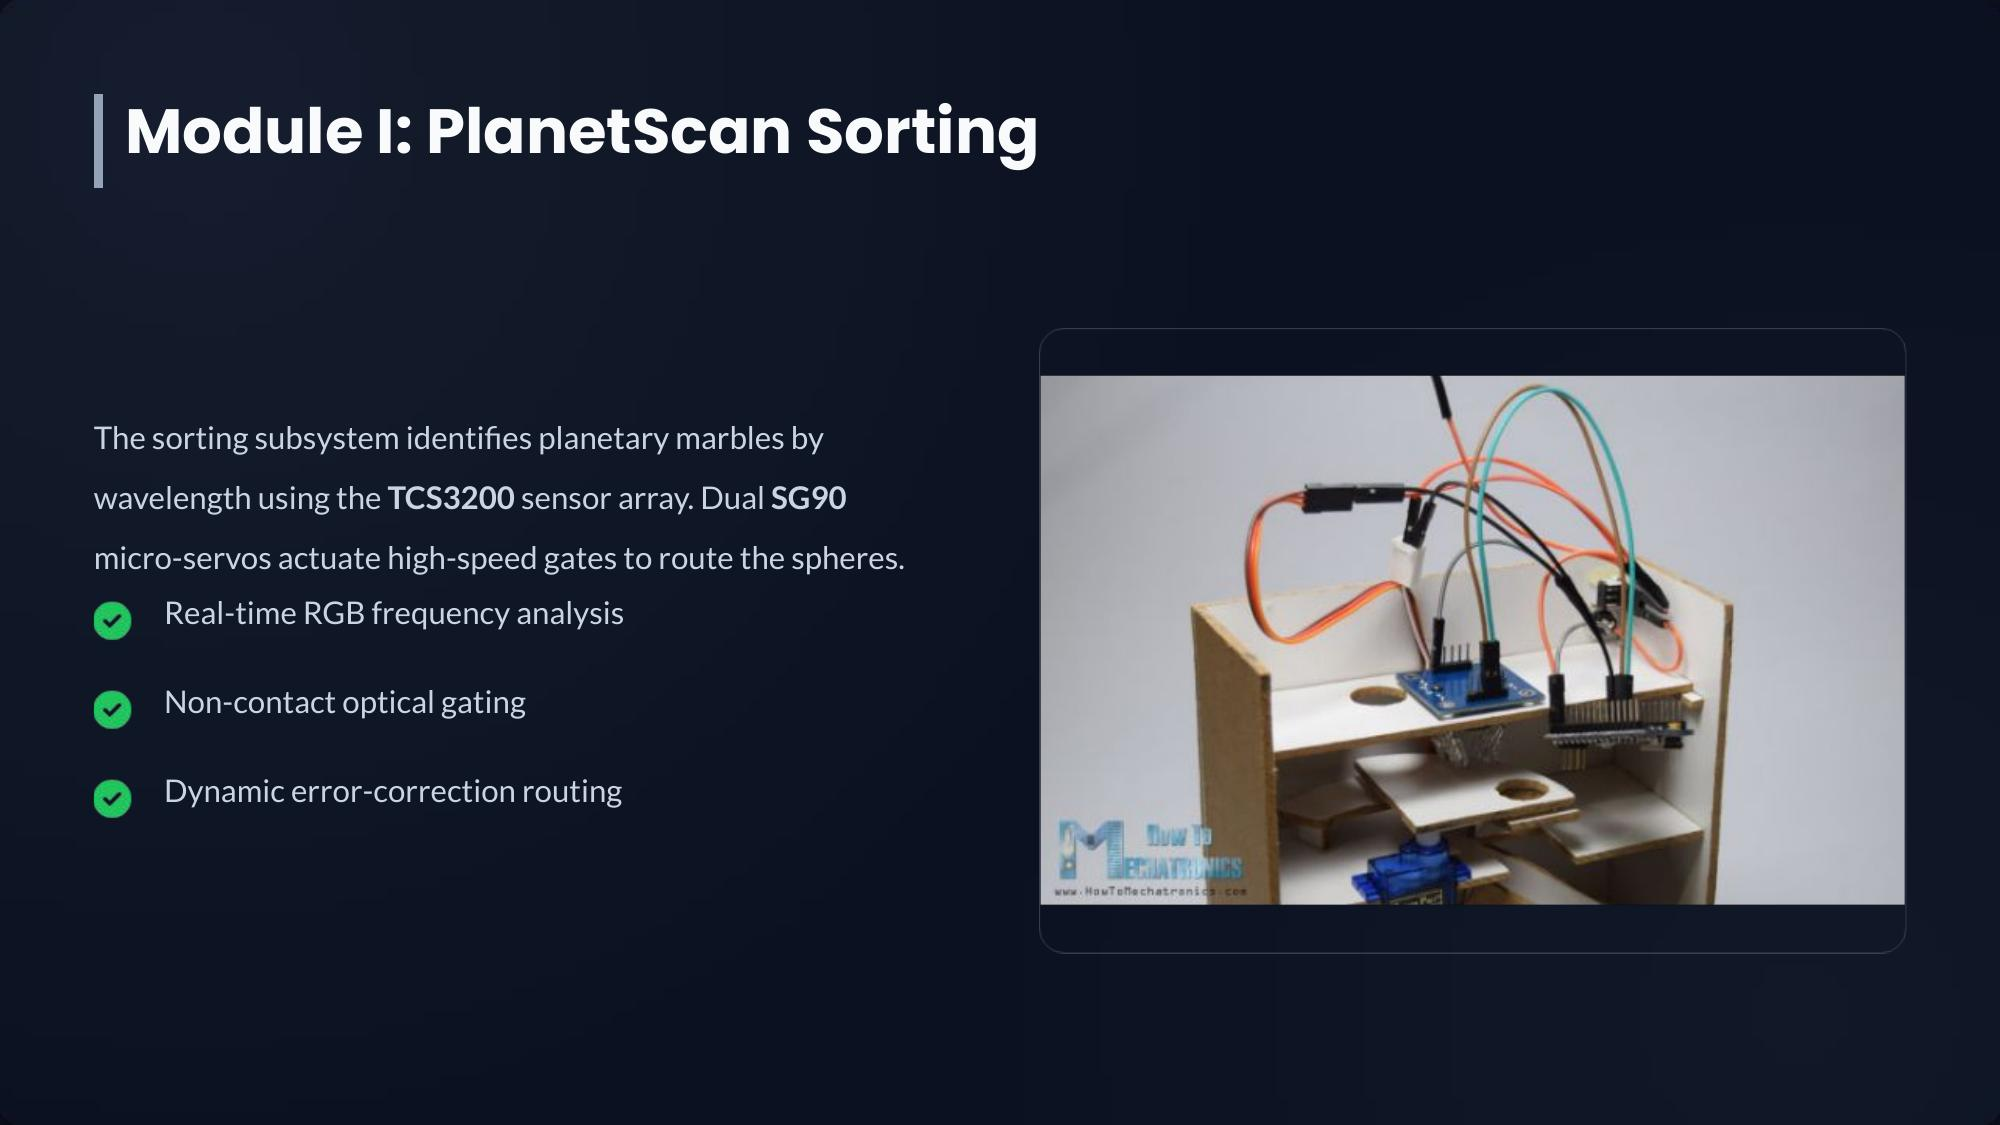 Module I: PlanetScan Sorting
The sorting subsystem identifies planetary marbles by
wavelength using the TCS3200 sensor array. Dual SG90
micro-servos actuate high-speed gates to route the spheres.
Real-time RGB frequency analysis
Non-contact optical gating
Dynamic error-correction routing
How To
MECHATRONICS
www.HowToMechatronics.com